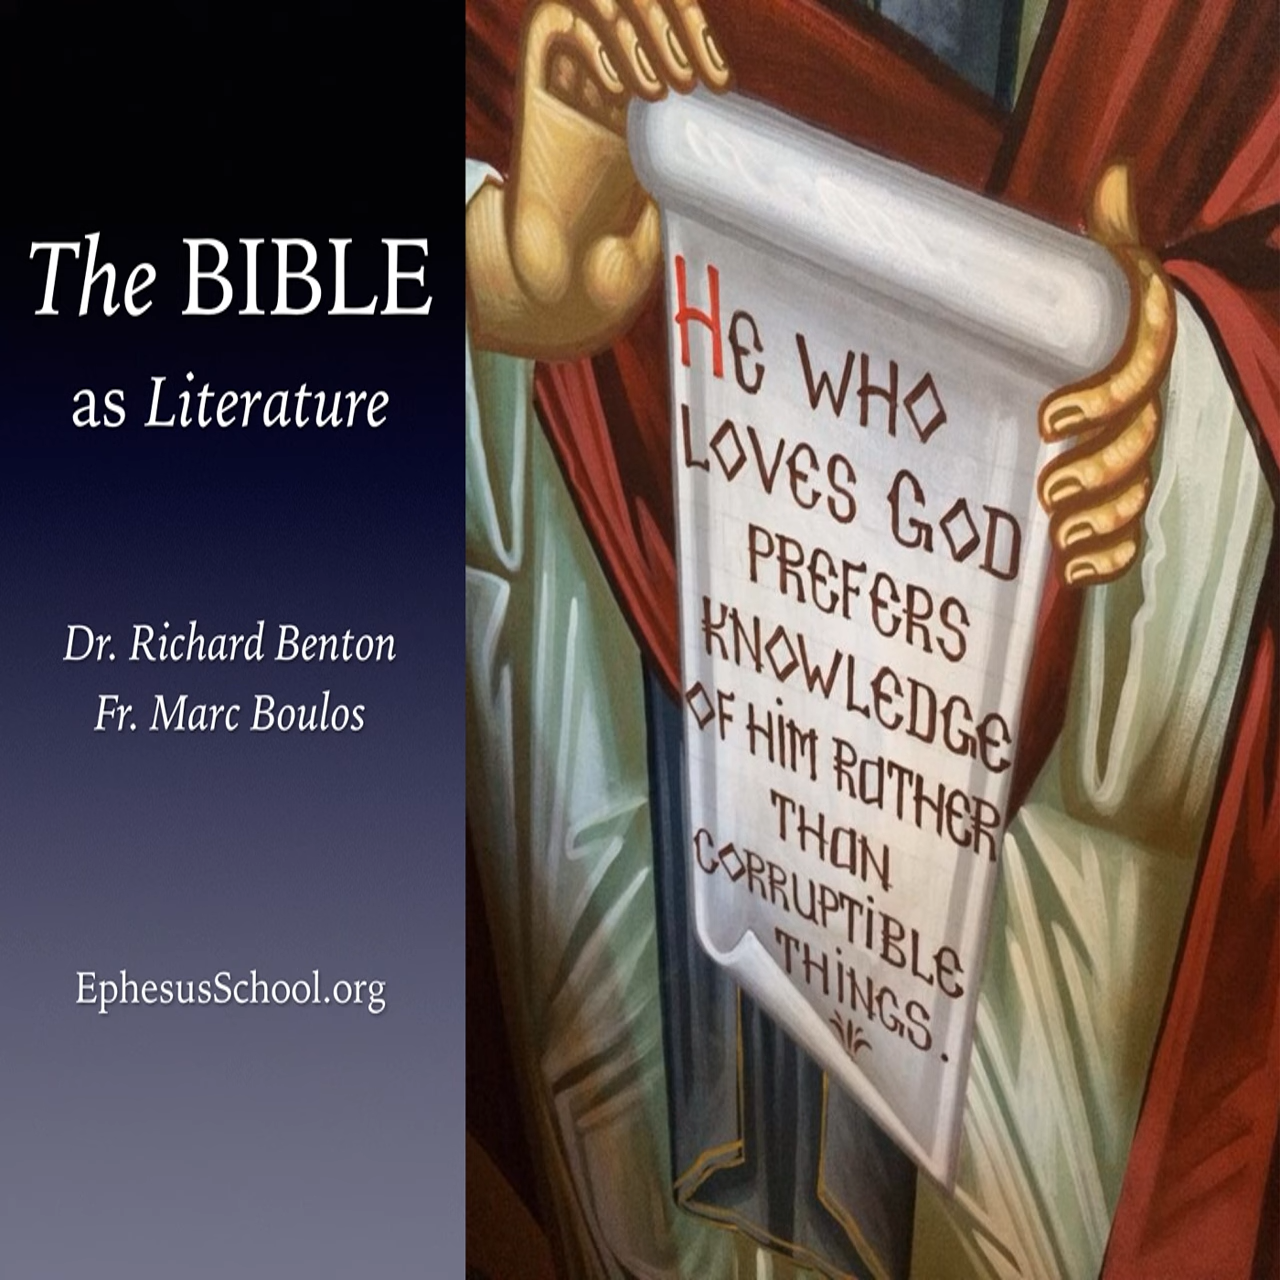 The BIBLE
as Literature
Dr. Richard Benton
Fr. Marc Boulos
EphesusSchool.org
HE WHO
LOVES GOD
PREFERS
KNOWLEDGE
OF HIM RATHER
THAN
CORRUPTIBLE
THINGS.